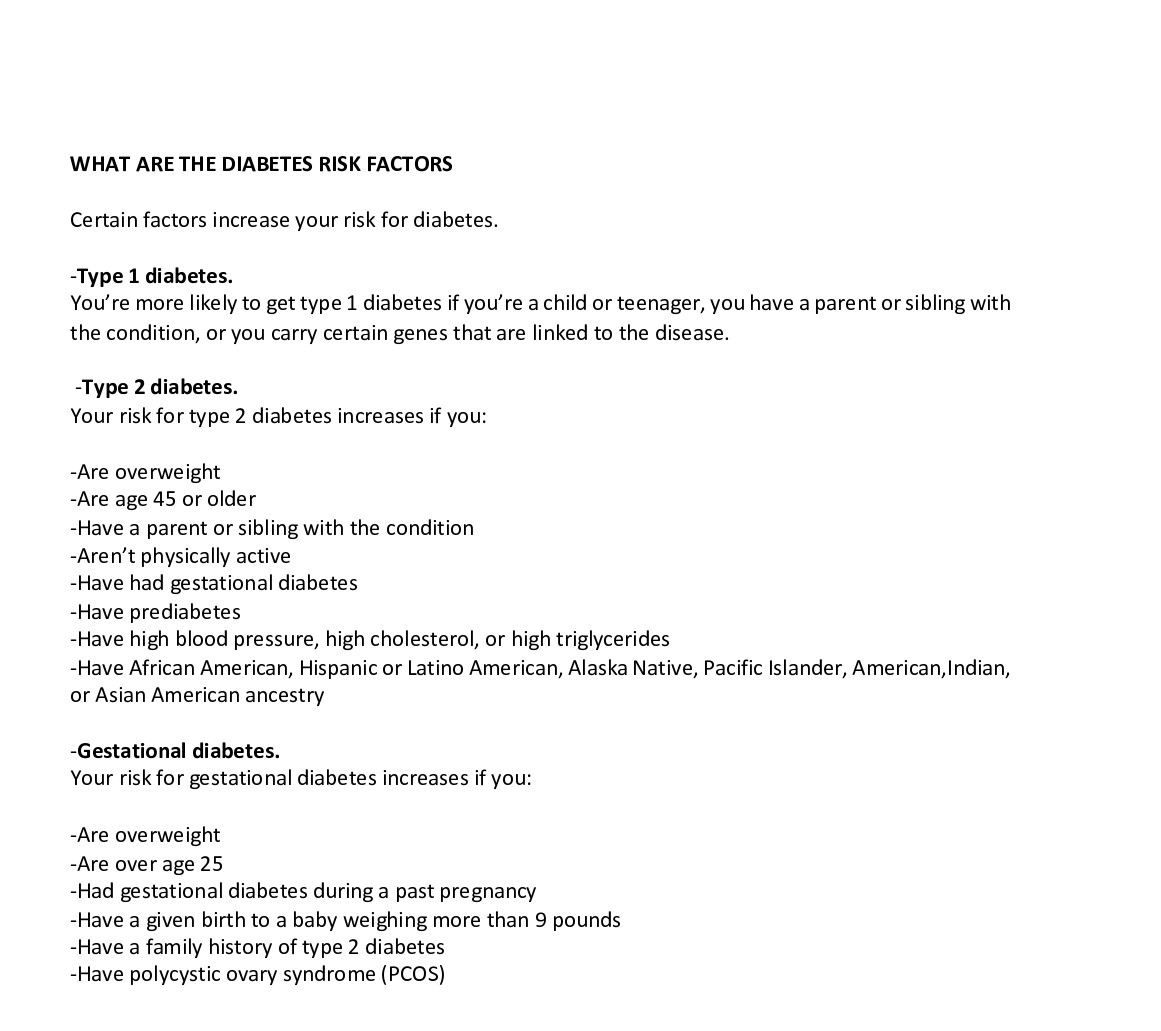 WHAT ARE THE DIABETES RISK FACTORS
Certain factors increase your risk for diabetes.
-Type 1 diabetes.
You’re more likely to get type 1 diabetes if you’re a child or teenager, you have a parent or sibling with
the condition, or you carry certain genes that are linked to the disease.
-Type 2 diabetes.
Your risk for type 2 diabetes increases if you:
-Are overweight
-Are age 45 or older
-Have a parent or sibling with the condition
-Aren’t physically active
-Have had gestational diabetes
-Have prediabetes
-Have high blood pressure, high cholesterol, or high triglycerides
-Have African American, Hispanic or Latino American, Alaska Native, Pacific Islander, American,Indian,
or Asian American ancestry
-Gestational diabetes.
Your risk for gestational diabetes increases if you:
-Are overweight
-Are over age 25
-Had gestational diabetes during a past pregnancy
-Have a given birth to a baby weighing more than 9 pounds
-Have a family history of type 2 diabetes
-Have polycystic ovary syndrome (PCOS)